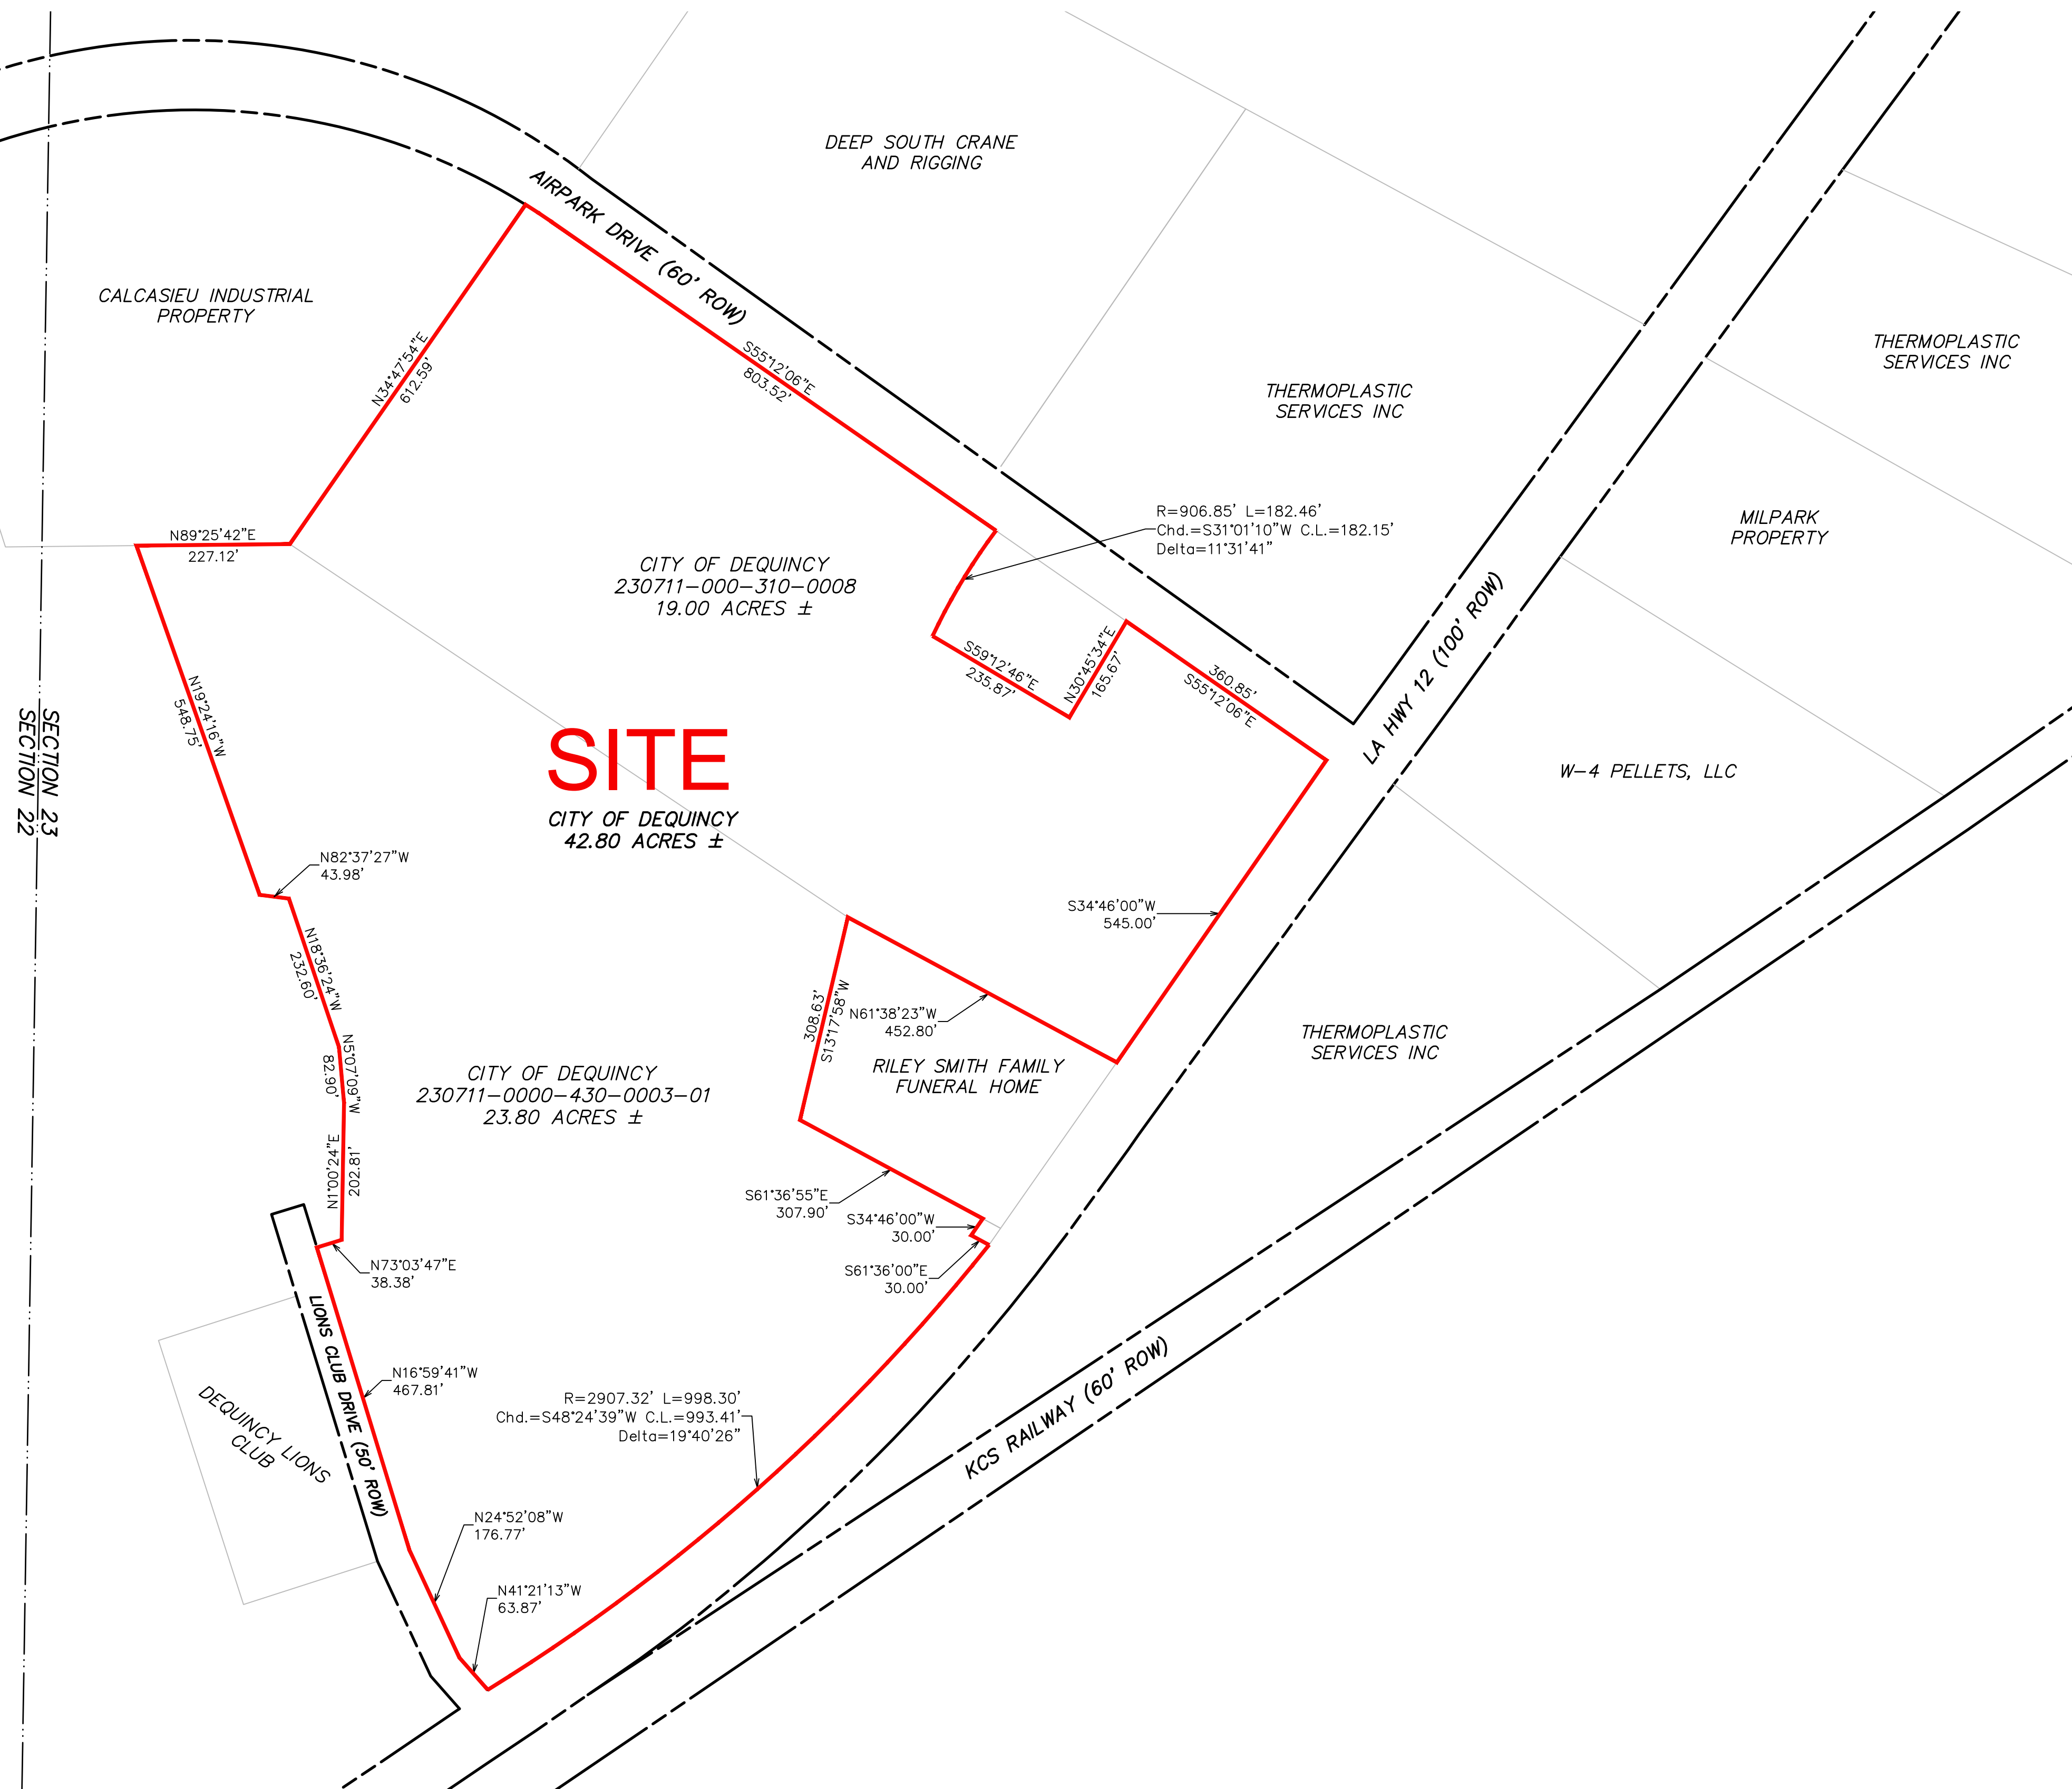 DEEP SOUTH CRANE
AND RIGGING
AIRPARK DRIVE (60' ROW)
CALCASIEU INDUSTRIAL
PROPERTY
N34°47'54"E
612.59'
S55°12'06"E
803.52'
THERMOPLASTIC
SERVICES INC
THERMOPLASTIC
SERVICES INC
R=906.85' L=182.46'
Chd.=S31°01'10"W C.L.=182.15'
Delta=11°31'41"
MILPARK
PROPERTY
N89°25'42"E
227.12'
CITY OF DEQUINCY
230711-000-310-0008
19.00 ACRES ±
S59°12'46"E
235.87'
N30°45'34"E
165.67'
360.85'
S55°12'06"E
LA HWY 12 (100' ROW)
N19°24'16"W
548.75'
SECTION 23
SECTION 22
SITE
CITY OF DEQUINCY
42.80 ACRES ±
W-4 PELLETS, LLC
N82°37'27"W
43.98'
S34°46'00"W
545.00'
N18°36'24"W
232.60'
308.63'
S13°17'58"W
N61°38'23"W
452.80'
RILEY SMITH FAMILY
FUNERAL HOME
THERMOPLASTIC
SERVICES INC
N5°07'09"W
82.90'
CITY OF DEQUINCY
230711-0000-430-0003-01
23.80 ACRES ±
N1°00'24"E
202.81'
S61°36'55"E
307.90'
S34°46'00"W
30.00'
S61°36'00"E
30.00'
N73°03'47"E
38.38'
LIONS CLUB DRIVE (50' ROW)
N16°59'41"W
467.81'
R=2907.32' L=998.30'
Chd.=S48°24'39"W C.L.=993.41'
Delta=19°40'26"
KCS RAILWAY (60' ROW)
DEQUINCY LIONS
CLUB
N24°52'08"W
176.77'
N41°21'13"W
63.87'